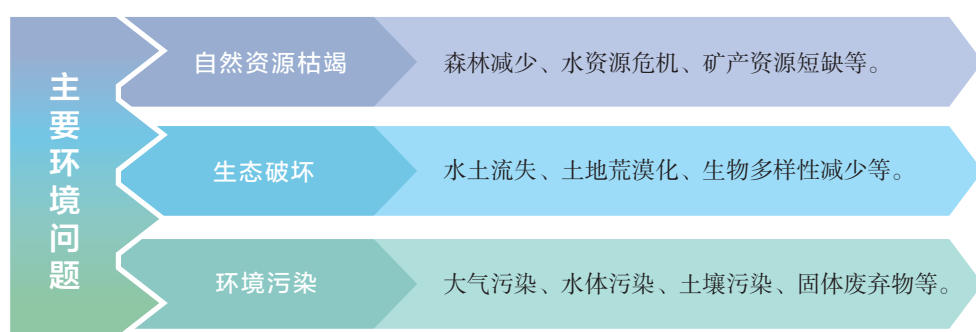 主要环境问题
自然资源枯竭
森林减少、水资源危机、矿产资源短缺等。
生态破坏
水土流失、土地荒漠化、生物多样性减少等。
环境污染
大气污染、水体污染、土壤污染、固体废弃物等。